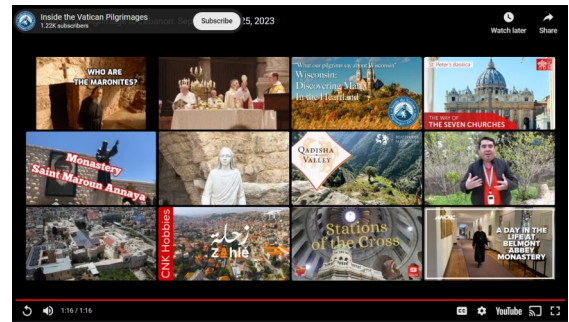 Inside the Vatican Pilgrimages
1.22K subscribers
Subscribe
25, 2023
Watch later
Share
WHO ARE
THE MARONITES?
"What our pilgrims say about Wisconsin"
Wisconsin:
Discovering Mary
In the Heartland
St. Peter's Basilica
THE WAY OF
THE SEVEN CHURCHES
Monastery
Saint Maroun Annaya
QADISHA
VALLEY
CNK Hobbies
زحلة
Zahle
Stations
of the Cross
A DAY IN THE
LIFE AT
BELMONT
ABBEY
MONASTERY
1:16 / 1:16
CC
YouTube